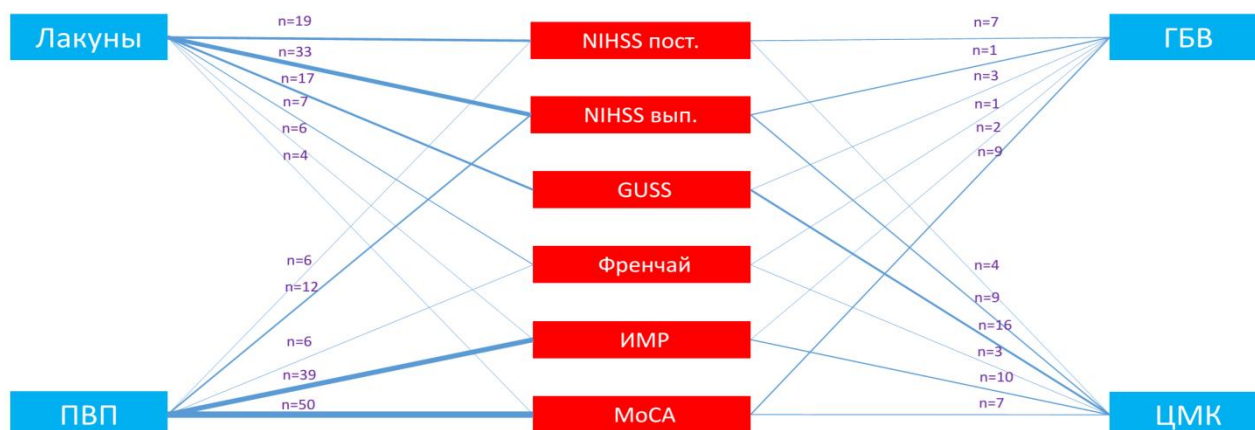 Лакуны
ПВП
n=19
n=33
n=17
n=7
n=6
n=4
n=6
n=12
n=6
n=39
n=50
NIHSS пост.
NIHSS вып.
GUSS
Френчай
ИМР
MoCA
n=7
n=1
n=3
n=1
n=2
n=9
n=4
n=9
n=16
n=3
n=10
n=7
ГБВ
ЦМК